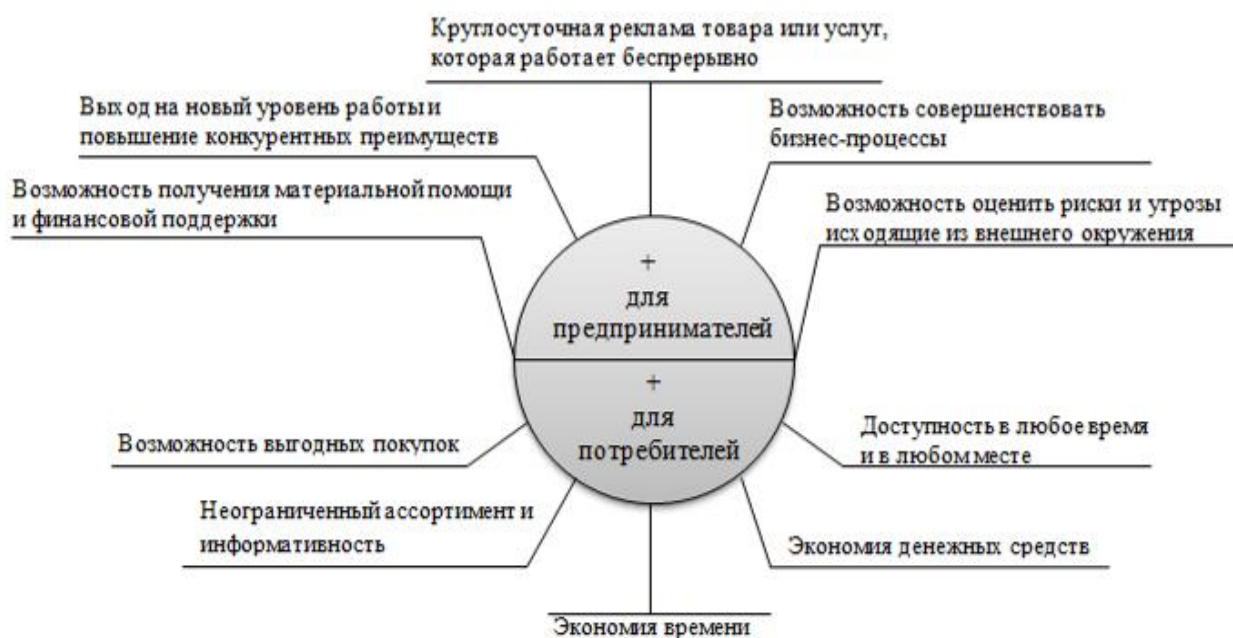 Круглосуточная реклама товара или услуг,
которая работает беспрерывно
Выход на новый уровень работы и
повышение конкурентных преимуществ
Возможность совершенствовать
бизнес-процессы
Возможность получения материальной помощи
и финансовой поддержки
Возможность оценить риски и угрозы
исходящие из внешнего окружения
+
для
предпринимателей
+
для
потребителей
Возможность выгодных покупок
Доступность в любое время
и в любом месте
Неограниченный ассортимент и
информативность
Экономия денежных средств
Экономия времени